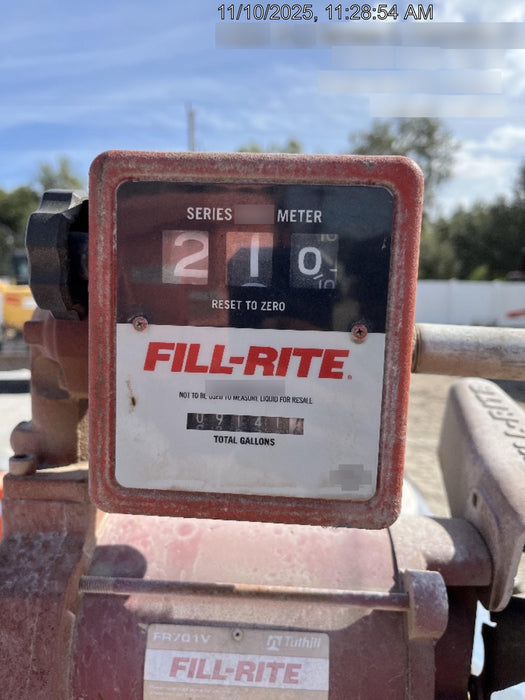 11/10/2025, 11:28:54 AM
SERIES METER
2 1 0
RESET TO ZERO
FILL-RITE®
NOT TO BE USED TO MEASURE LIQUID FOR RESALE
TOTAL GALLONS
FR701V Tuthill
FILL-RITE